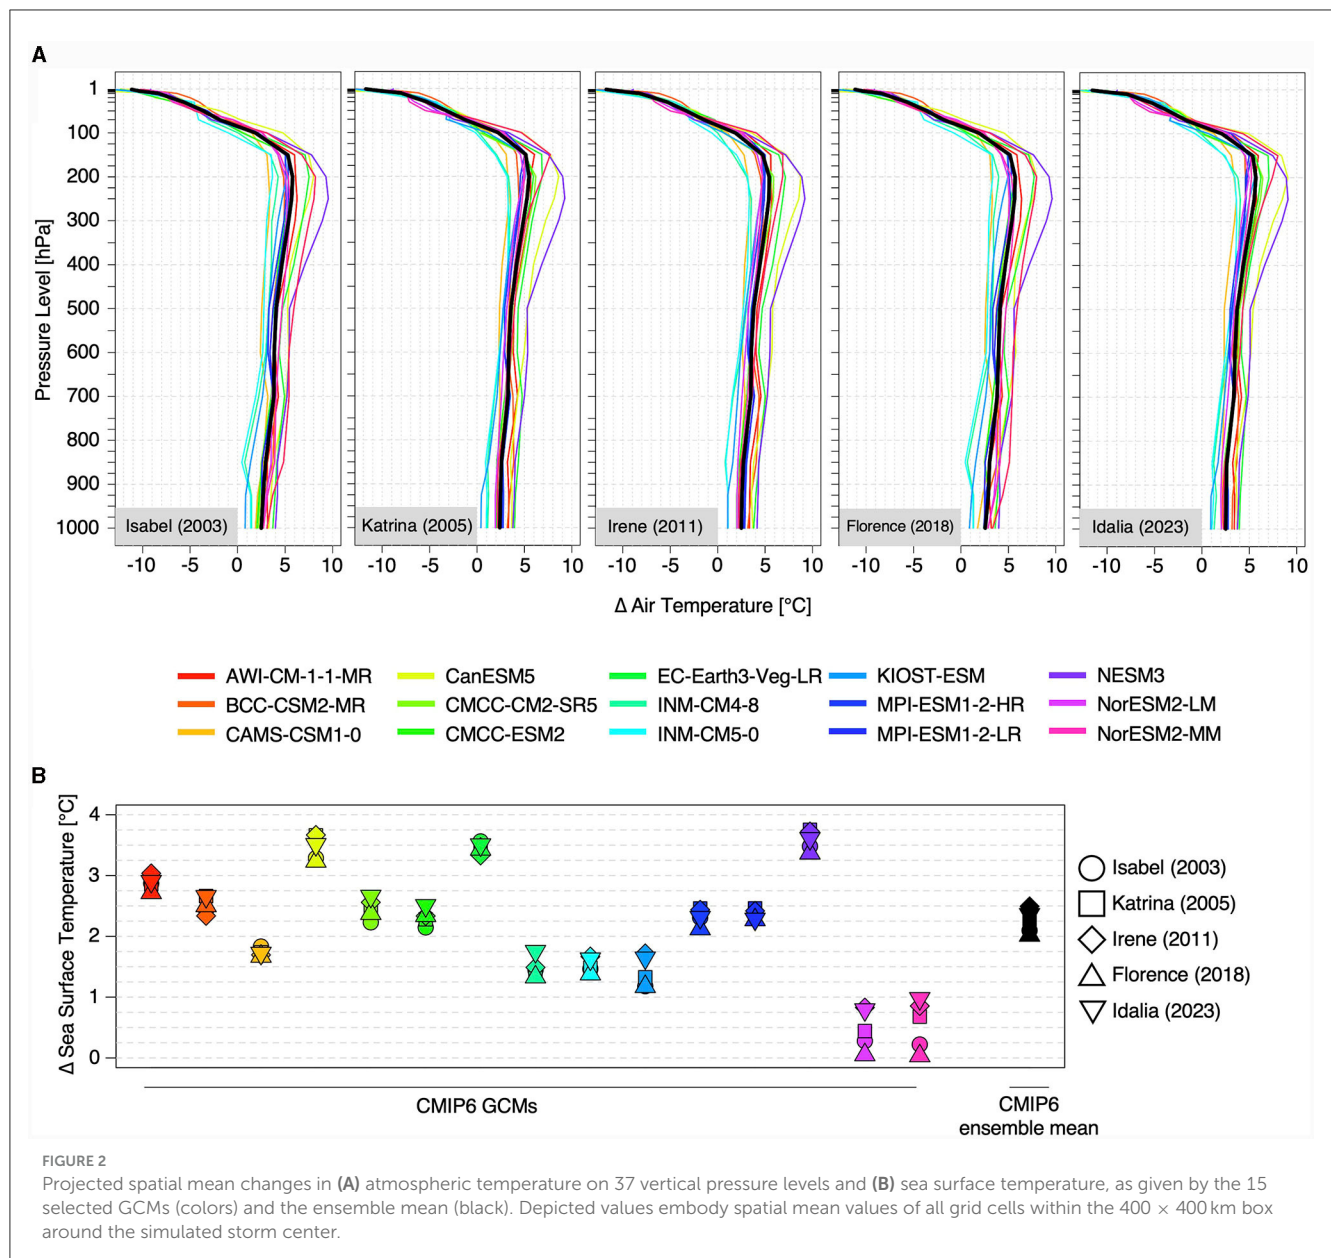 A
Pressure Level [hPa]
1
100
200
300
400
500
600
700
800
900
1000
Isabel (2003)
Katrina (2005)
Irene (2011)
Florence (2018)
Idalia (2023)
-10 -5 0 5 10
-10 -5 0 5 10
-10 -5 0 5 10
-10 -5 0 5 10
-10 -5 0 5 10
Δ Air Temperature [°C]
AWI-CM-1-1-MR CanESM5 EC-Earth3-Veg-LR KIOST-ESM NESM3
BCC-CSM2-MR CMCC-CM2-SR5 INM-CM4-8 MPI-ESM1-2-HR NorESM2-LM
CAMS-CSM1-0 CMCC-ESM2 INM-CM5-0 MPI-ESM1-2-LR NorESM2-MM
B
Δ Sea Surface Temperature [°C]
4
3
2
1
0
Isabel (2003)
Katrina (2005)
Irene (2011)
Florence (2018)
Idalia (2023)
CMIP6 GCMs
CMIP6
ensemble mean
FIGURE 2
Projected spatial mean changes in (A) atmospheric temperature on 37 vertical pressure levels and (B) sea surface temperature, as given by the 15
selected GCMs (colors) and the ensemble mean (black). Depicted values embody spatial mean values of all grid cells within the 400 × 400 km box
around the simulated storm center.